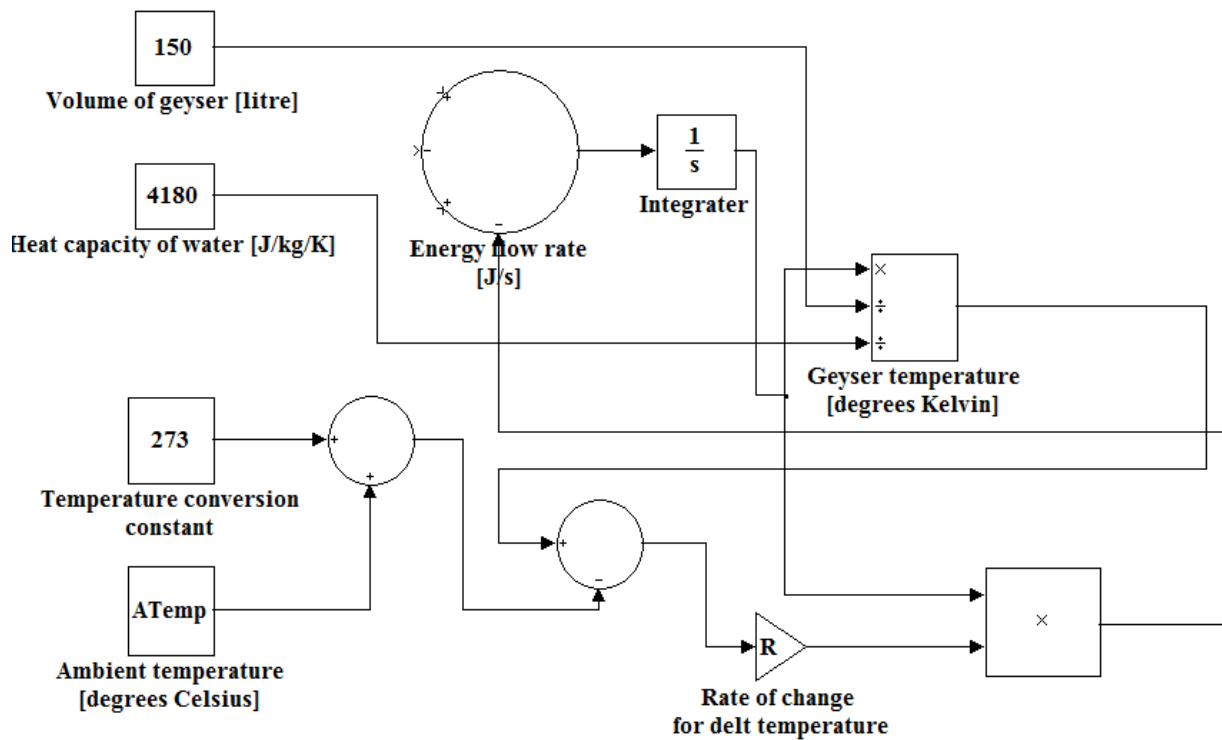 150
Volume of geyser [litre]
4180
Heat capacity of water [J/kg/K]
+
+
×
-
+
+
-
Energy flow rate
[J/s]
1
s
Integrater
×
÷
÷
Geyser temperature
[degrees Kelvin]
273
+
+
Temperature conversion
constant
ATemp
Ambient temperature
[degrees Celsius]
+
-
R
Rate of change
for delt temperature
×